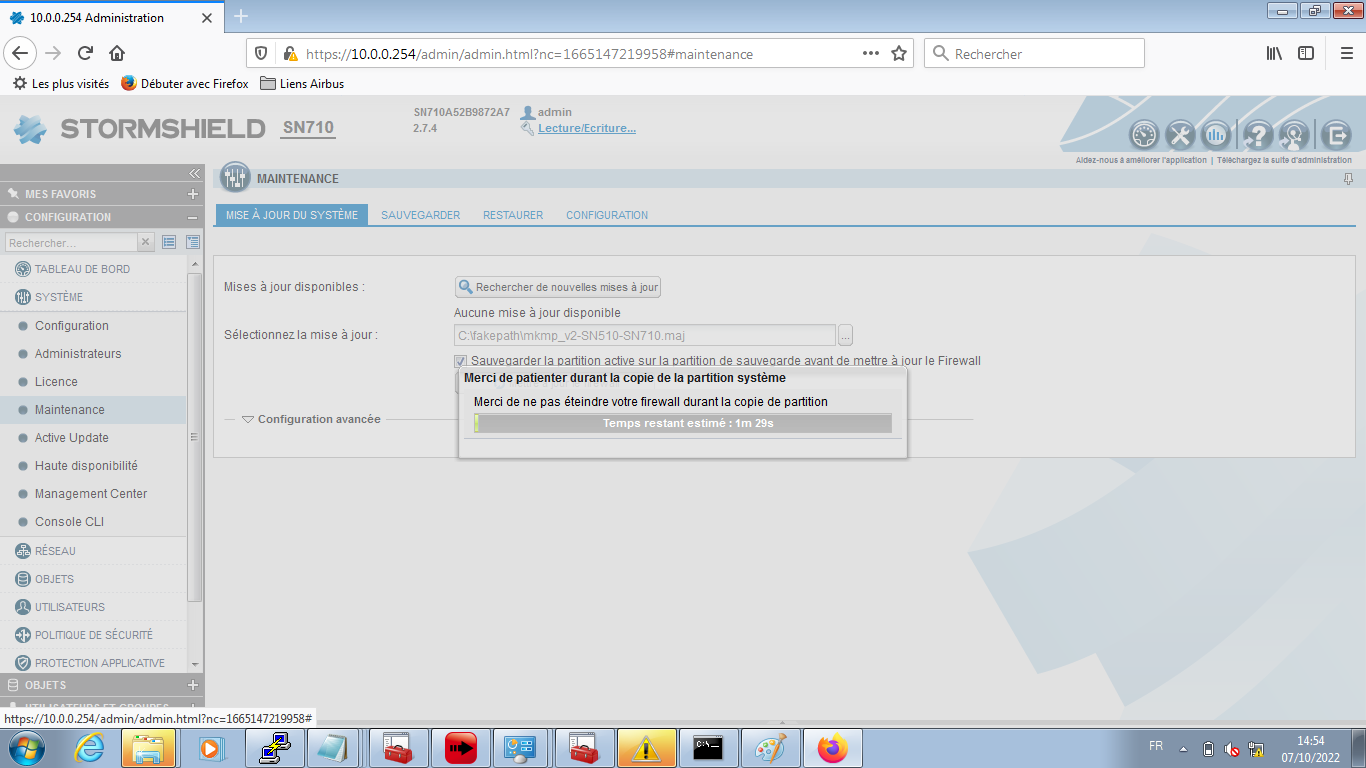 10.0.0.254 Administration
https://10.0.0.254/admin/admin.html?nc=1665147219958#maintenance
Rechercher
Les plus visités
Débuter avec Firefox
Liens Airbus
STORMSHIELD
SN710
SN710A52B9872A7
2.7.4
admin
Lecture/Ecriture...
Aidez-nous à améliorer l'application | Téléchargez la suite d'administration
MES FAVORIS
CONFIGURATION
Rechercher...
TABLEAU DE BORD
SYSTÈME
Configuration
Administrateurs
Licence
Maintenance
Active Update
Haute disponibilité
Management Center
Console CLI
RÉSEAU
OBJETS
UTILISATEURS
POLITIQUE DE SÉCURITÉ
PROTECTION APPLICATIVE
OBJETS
UTILISATEURS ET GROUPES
MAINTENANCE
MISE À JOUR DU SYSTÈME
SAUVEGARDER
RESTAURER
CONFIGURATION
Mises à jour disponibles :
Rechercher de nouvelles mises à jour
Aucune mise à jour disponible
Sélectionnez la mise à jour :
C:\fakepath\mkmp_v2-SN510-SN710.maj
...
Sauvegarder la partition active sur la partition de sauvegarde avant de mettre à jour le Firewall
Merci de patienter durant la copie de la partition système
Merci de ne pas éteindre votre firewall durant la copie de partition
Temps restant estimé : 1m 29s
Configuration avancée
https://10.0.0.254/admin/admin.html?nc=1665147219958#
C:\
FR
14:54
07/10/2022